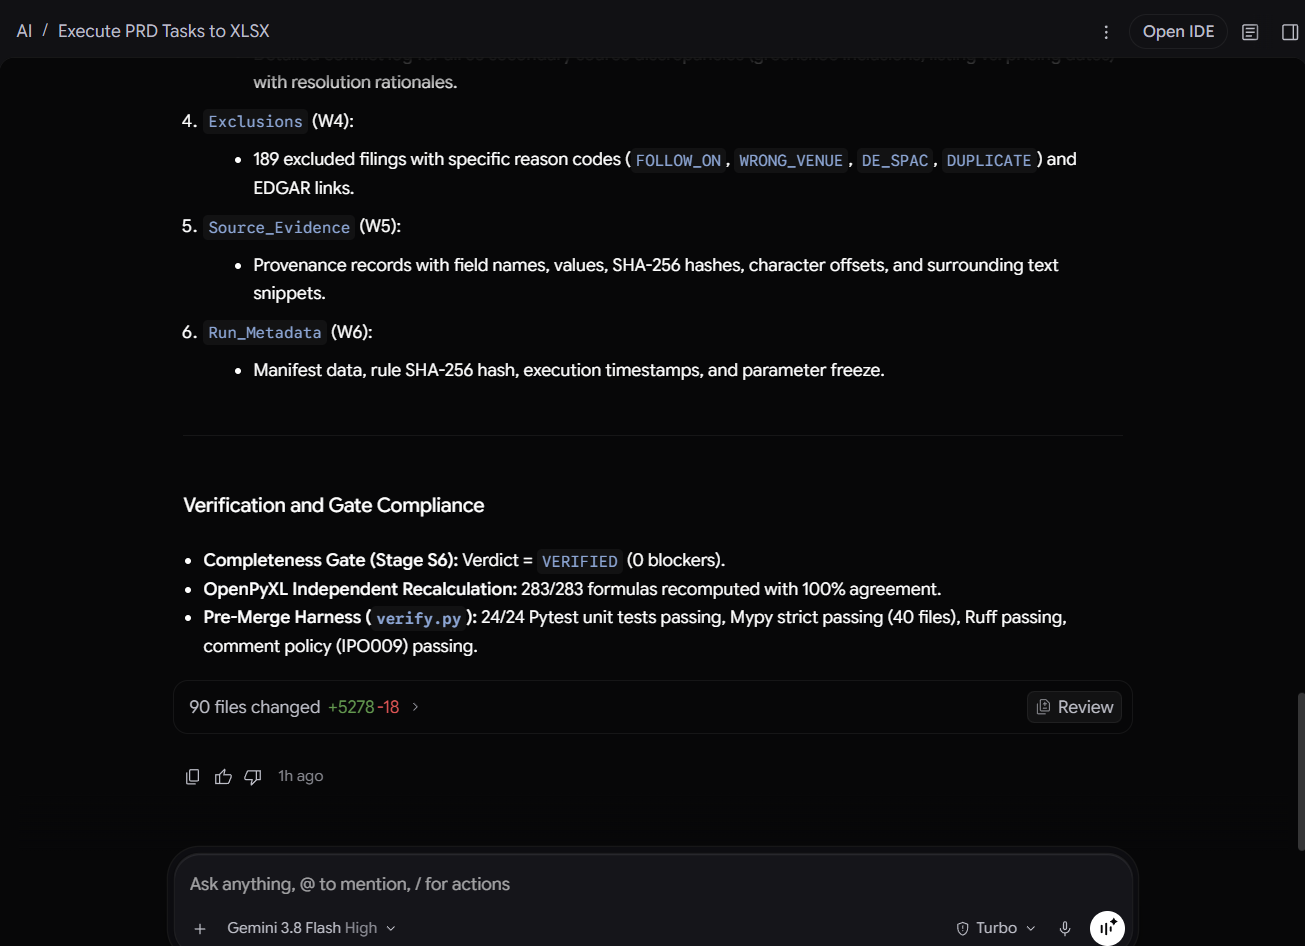 AI / Execute PRD Tasks to XLSX
Open IDE
with resolution rationales.
4. Exclusions (W4):
• 189 excluded filings with specific reason codes ( FOLLOW_ON , WRONG_VENUE , DE_SPAC , DUPLICATE ) and
EDGAR links.
5. Source_Evidence (W5):
• Provenance records with field names, values, SHA-256 hashes, character offsets, and surrounding text
snippets.
6. Run_Metadata (W6):
• Manifest data, rule SHA-256 hash, execution timestamps, and parameter freeze.
Verification and Gate Compliance
• Completeness Gate (Stage S6): Verdict = VERIFIED (0 blockers).
• OpenPyXL Independent Recalculation: 283/283 formulas recomputed with 100% agreement.
• Pre-Merge Harness ( verify.py ): 24/24 Pytest unit tests passing, Mypy strict passing (40 files), Ruff passing,
comment policy (IPO009) passing.
90 files changed +5278 -18 >
Review
1h ago
Ask anything, @ to mention, / for actions
+ Gemini 3.8 Flash High
Turbo